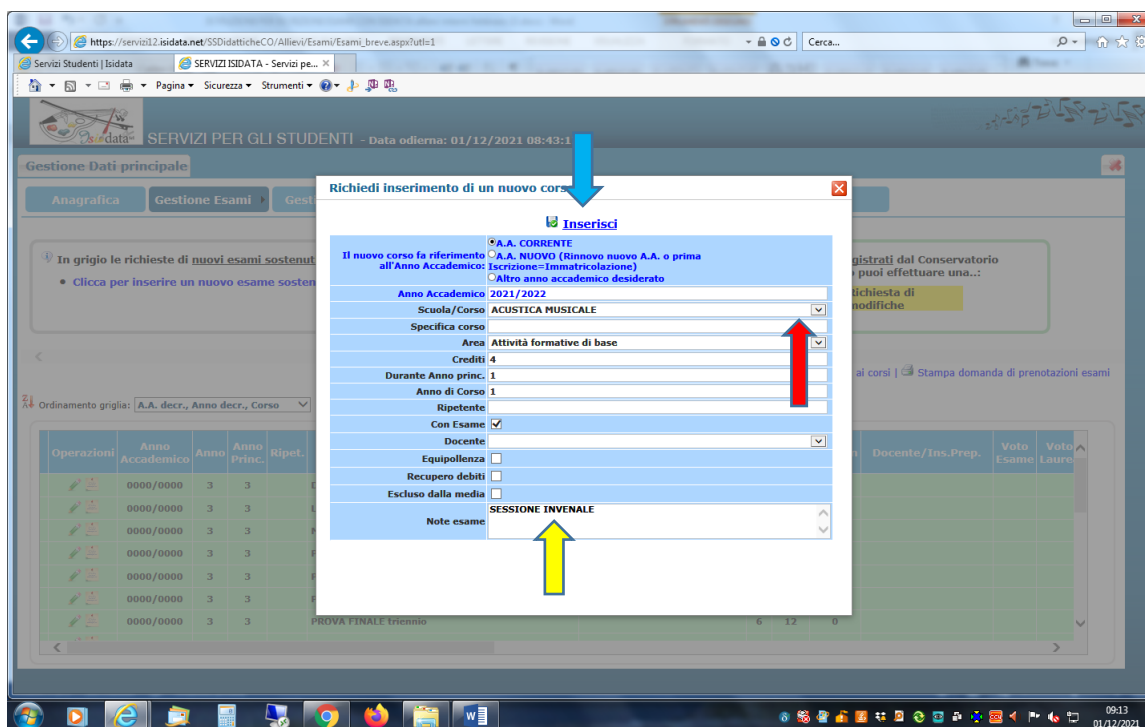 https://servizi12.isidata.net/SSDidatticheCO/Allievi/Esami/Esami_breve.aspx?utl=1
Cerca...
Servizi Studenti | Isidata
SERVIZI ISIDATA - Servizi pe...
Pagina Sicurezza Strumenti
Isidata
SERVIZI PER GLI STUDENTI - Data odierna: 01/12/2021 08:43:1
Gestione Dati principale
Anagrafica
Gestione Esami
Gest
Richiedi inserimento di un nuovo cors
Inserisci
Il nuovo corso fa riferimento all'Anno Accademico:
A.A. CORRENTE
A.A. NUOVO (Rinnovo nuovo A.A. o prima
Iscrizione=Immatricolazione)
Altro anno accademico desiderato
Anno Accademico 2021/2022
Scuola/Corso ACUSTICA MUSICALE
Specifica corso
Area Attività formative di base
Crediti 4
Durante Anno princ. 1
Anno di Corso 1
Ripetente
Con Esame
Docente
Equipollenza
Recupero debiti
Escluso dalla media
Note esame SESSIONE INVENALE
In grigio le richieste di nuovi esami sostenut
Clicca per inserire un nuovo esame sosten
gistrati dal Conservatorio
puoi effettuare una..:
tichiesta di
modifiche
ai corsi | Stampa domanda di prenotazioni esami
Ordinamento griglia: A.A. decr., Anno decr., Corso
Operazioni Anno Accademico Anno Anno Princ. Ripet. Docente/Ins.Prep. Voto Esame Voto Laure
0000/0000 3 3
0000/0000 3 3
0000/0000 3 3
0000/0000 3 3
0000/0000 3 3
0000/0000 3 3
0000/0000 3 3 PROVA FINALE triennio 6 12 0
09:13
01/12/2021